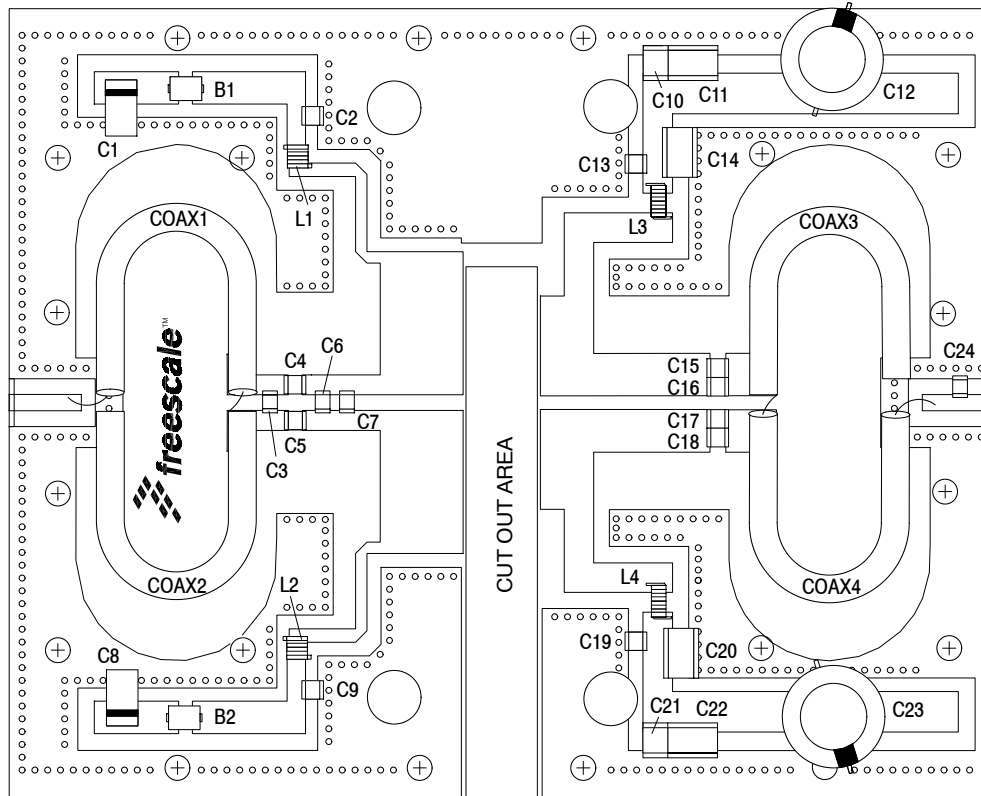 B1
C1
C2
L1
COAX1
C10
C11
C12
C13
C14
L3
COAX3
freescale™
C4
C6
C3
C5
C7
C15
C16
C17
C18
C24
CUT OUT AREA
COAX2
L2
C8
B2
C9
L4
COAX4
C19
C20
C21
C22
C23